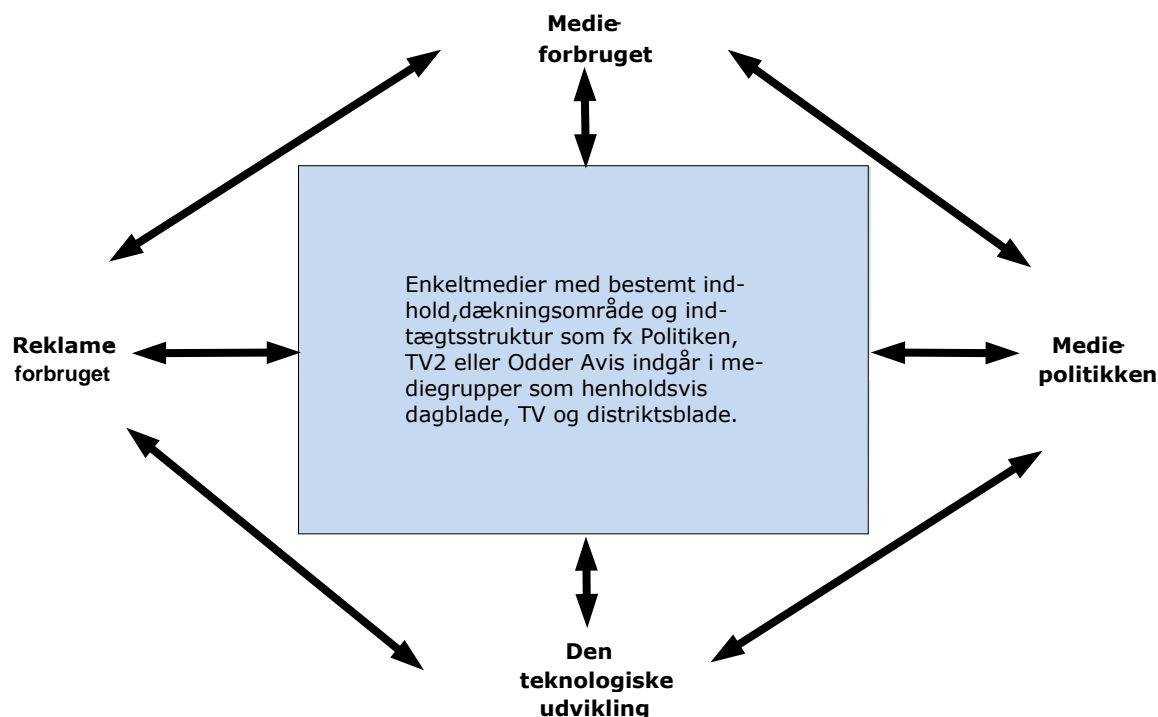 Medie-
forbruget
Enkeltmedier med bestemt ind-
hold,dækningsområde og ind-
tægtsstruktur som fx Politiken,
TV2 eller Odder Avis indgår i me-
diegrupper som henholdsvis
dagblade, TV og distriktsblade.
Reklame
forbruget
Medie-
politikken
Den
teknologiske
udvikling